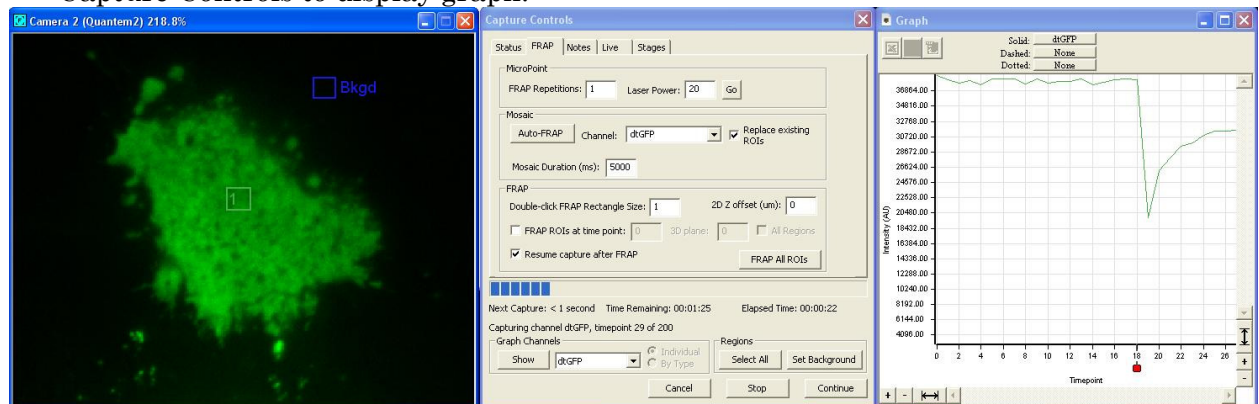 Capture Controls to display graph.
Camera 2 (Quantem2) 218.8%
Bkgd
1
Capture Controls
Status FRAP Notes Live Stages
MicroPoint
FRAP Repetitions: 1 Laser Power: 20 Go
Mosaic
Auto-FRAP Channel: dtGFP Replace existing ROIs
Mosaic Duration (ms): 5000
FRAP
Double-click FRAP Rectangle Size: 1 2D Z offset (um): 0
FRAP ROIs at time point: 0 3D plane: 0 All Regions
Resume capture after FRAP FRAP All ROIs
Next Capture: < 1 second Time Remaining: 00:01:25 Elapsed Time: 00:00:22
Capturing channel dtGFP, timepoint 29 of 200
Graph Channels Regions
Show dtGFP Individual By Type Select All Set Background
Cancel Stop Continue
Graph
Solid: dtGFP
Dashed: None
Dotted: None
36864.00
34816.00
32768.00
30720.00
28672.00
26624.00
24576.00
22528.00
20480.00
18432.00
16384.00
14336.00
12288.00
10240.00
8192.00
6144.00
4096.00
Intensity (AU)
0 2 4 6 8 10 12 14 16 18 20 22 24 26
Timepoint